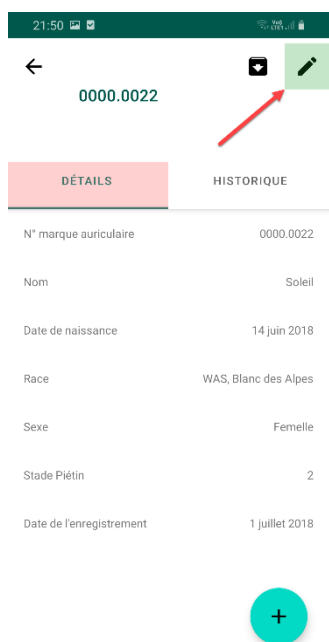 21:50
0000.0022
DÉTAILS HISTORIQUE
N° marque auriculaire 0000.0022
Nom Soleil
Date de naissance 14 juin 2018
Race WAS, Blanc des Alpes
Sexe Femelle
Stade Piétin 2
Date de l'enregistrement 1 juillet 2018